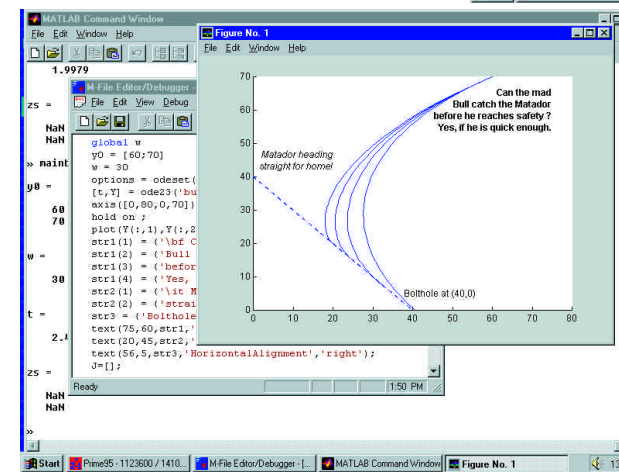 MATLAB Command Window
File Edit Window Help
1.9979
zs =
NaN
NaN
» maint
y0 =
60
70
w =
30
t =
2.
zs =
NaN
NaN
»
M-File Editor/Debugger -
File Edit View Debug
global w
y0 = [60;70]
w = 30
options = odeset(
[t,Y] = ode23('bu
axis([0,80,0,70])
hold on ;
plot(Y(:,1),Y(:,2
str1(1) = {'\bf C
str1(2) = {'Bull
str1(3) = {'befor
str1(4) = {'Yes,
str2(1) = {'\it M
str2(2) = {'strai
str3 = {'Bolthole
text(75,60,str1,'
text(20,45,str2,'
text(56,5,str3,'HorizontalAlignment','right');
J=[];
Ready
1:50 PM
Figure No. 1
File Edit Window Help
70
60
50
40
30
20
10
0
0 10 20 30 40 50 60 70 80
Can the mad
Bull catch the Matador
before he reaches safety ?
Yes, if he is quick enough.
Matador heading
straight for home!
Bolthole at (40,0)
Start
Prime95 - 1123600 / 1410...
M-File Editor/Debugger - [...
MATLAB Command Window
Figure No. 1
13